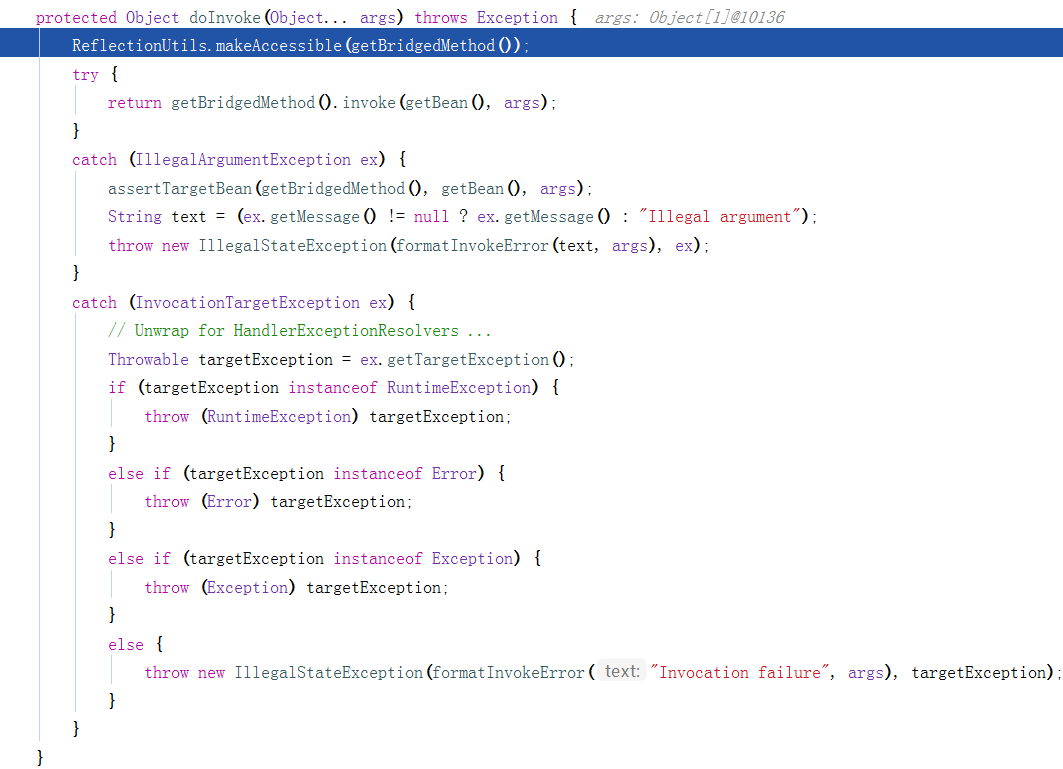 protected Object doInvoke(Object... args) throws Exception {  args: Object[1]@10136
    ReflectionUtils.makeAccessible(getBridgedMethod());
    try {
        return getBridgedMethod().invoke(getBean(), args);
    }
    catch (IllegalArgumentException ex) {
        assertTargetBean(getBridgedMethod(), getBean(), args);
        String text = (ex.getMessage() != null ? ex.getMessage() : "Illegal argument");
        throw new IllegalStateException(formatInvokeError(text, args), ex);
    }
    catch (InvocationTargetException ex) {
        // Unwrap for HandlerExceptionResolvers ...
        Throwable targetException = ex.getTargetException();
        if (targetException instanceof RuntimeException) {
            throw (RuntimeException) targetException;
        }
        else if (targetException instanceof Error) {
            throw (Error) targetException;
        }
        else if (targetException instanceof Exception) {
            throw (Exception) targetException;
        }
        else {
            throw new IllegalStateException(formatInvokeError( text: "Invocation failure", args), targetException);
        }
    }
}